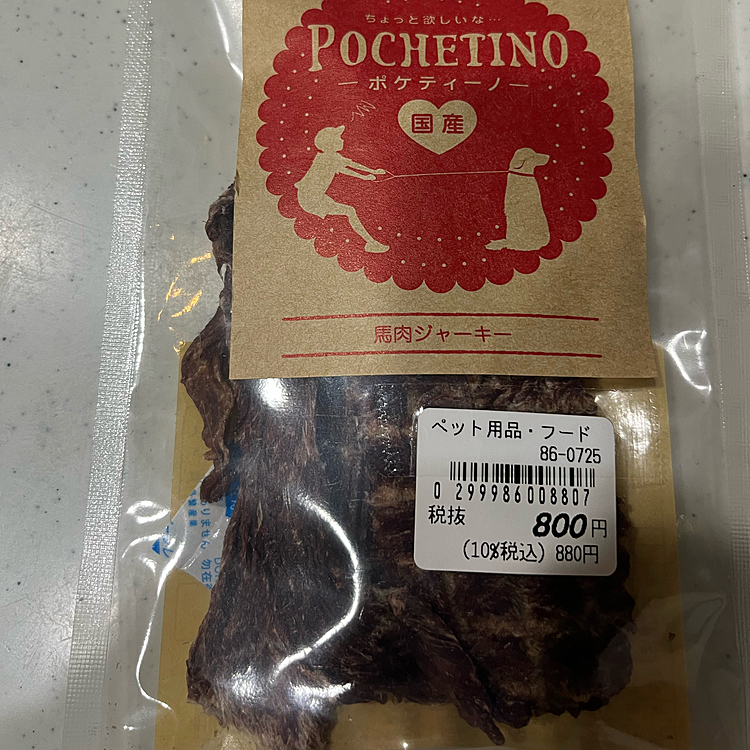 ちょっと欲しいな…
POCHETINO
ポケティーノ
国産
馬肉ジャーキー
ペット用品・フード
86-0725
0 299986008807
税抜 800円
(10%税込) 880円